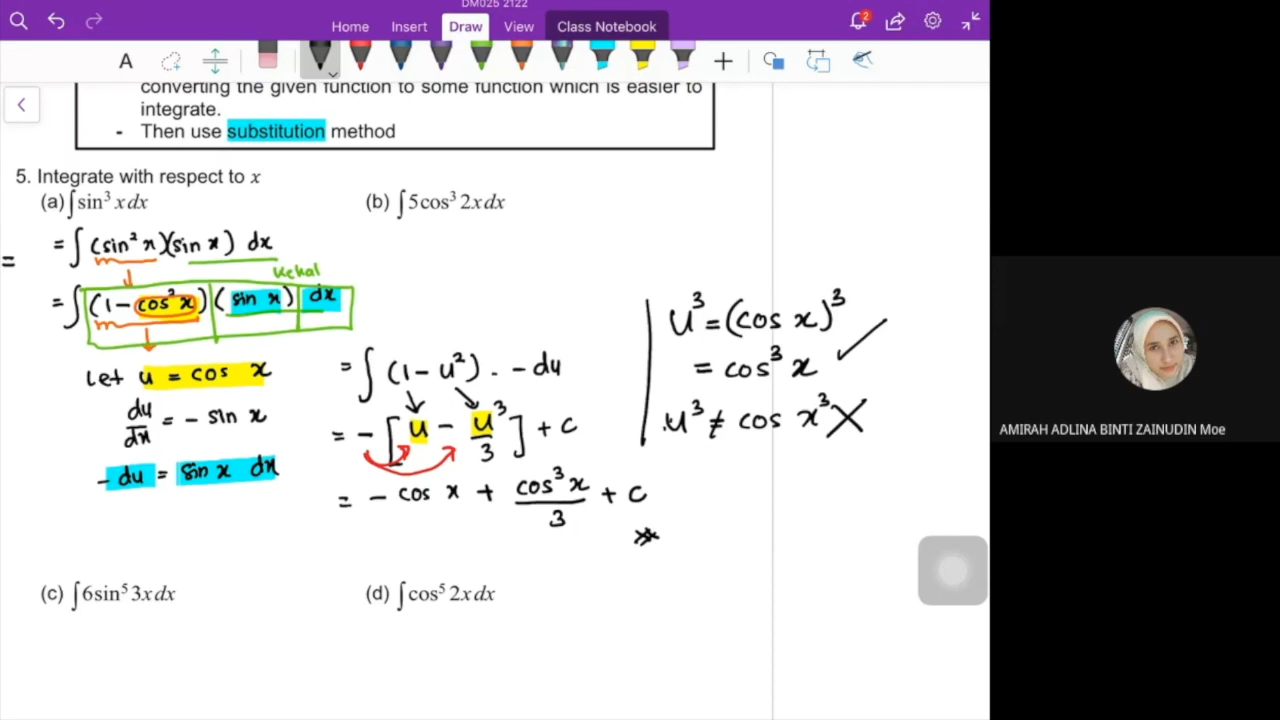 DM025 2122
Home Insert Draw View Class Notebook
2
A
converting the given function to some function which is easier to
integrate.
- Then use substitution method
5. Integrate with respect to x
(a) ∫sin³ x dx
(b) ∫5cos³ 2x dx
= ∫ (sin² x)(sin x) dx
=
kekal
= ∫ (1 - cos² x) (sin x) dx
let u = cos x
du/dx = - sin x
- du = sin x dx
= ∫ (1 - u²) . - du
= - [u - u³/3] + c
= - cos x + cos³x/3 + c
u³ = (cos x)³
= cos³ x ✓
u³ ≠ cos x³ X
AMIRAH ADLINA BINTI ZAINUDIN Moe
(c) ∫6sin⁵ 3x dx
(d) ∫cos⁵ 2x dx